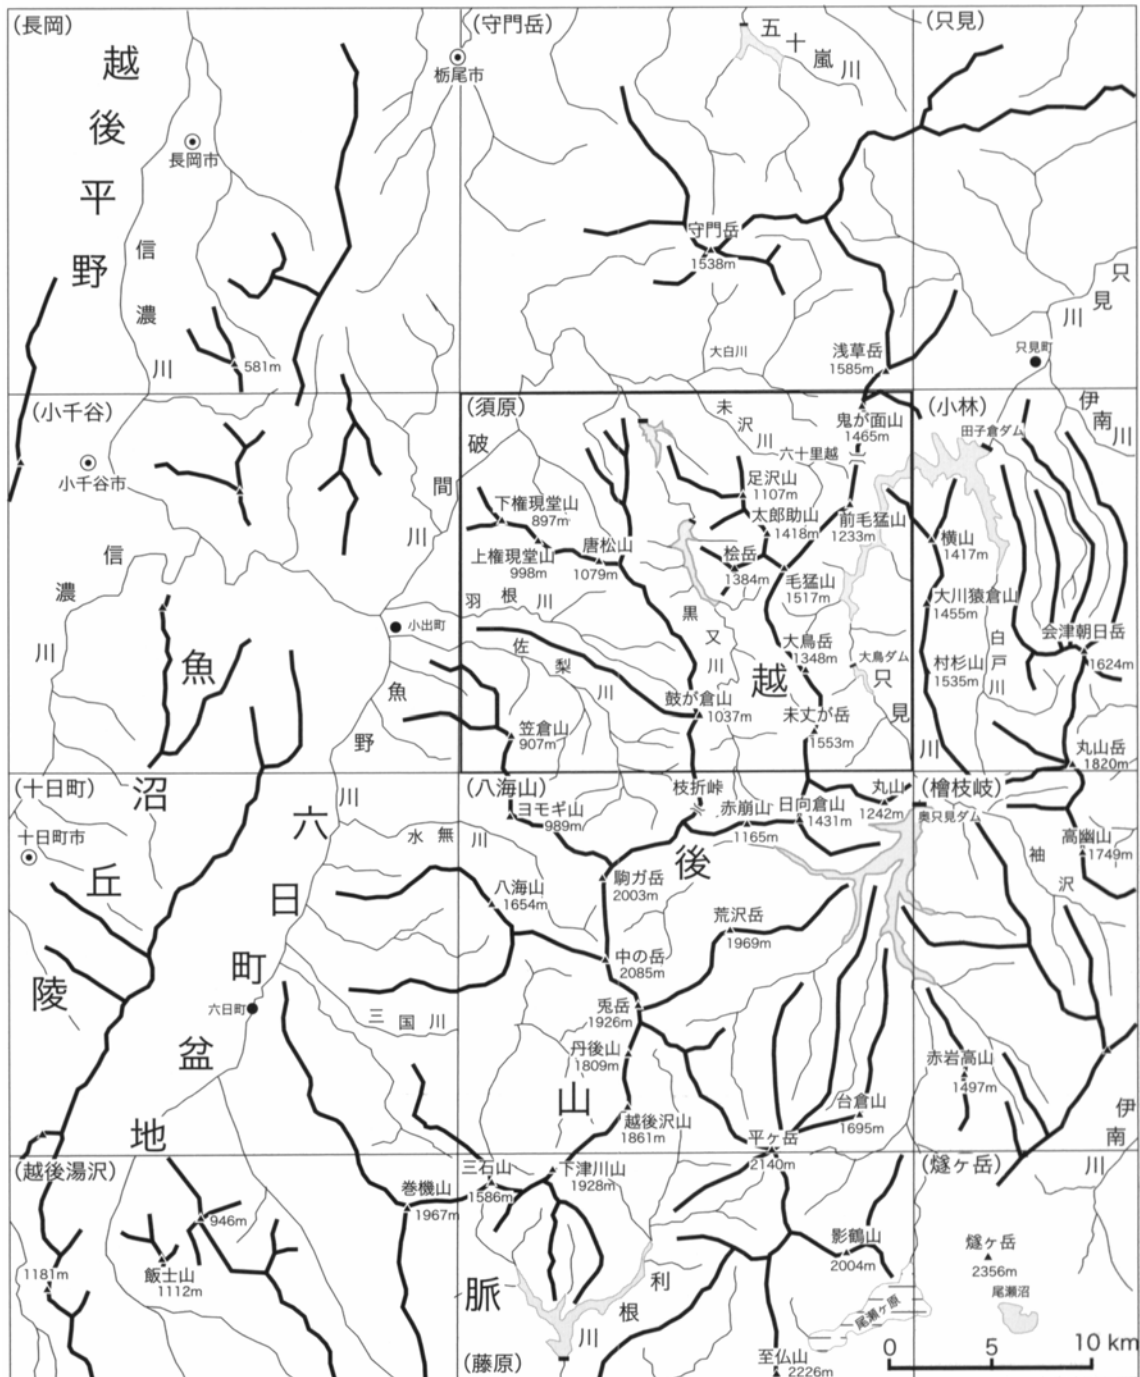 (長岡)
(守門岳)
(只見)
越後平野
栃尾市
五十嵐川
長岡市
信濃川
守門岳
1538m
只見川
大白川
浅草岳
1585m
只見町
581m
(小千谷)
(須原)
(小林)
小千谷市
破間川
未沢川
鬼が面山
1465m
六十里越
田子倉ダム
伊南川
足沢山
1107m
下権現堂山
897m
太郎助山
1418m
前毛猛山
1233m
上権現堂山
998m
唐松山
1079m
桧岳
1384m
毛猛山
1517m
横山
1417m
信濃川
羽根川
黒又川
大川猿倉山
1455m
小出町
佐梨川
大鳥岳
1348m
大鳥ダム
白戸川
会津朝日岳
1624m
村杉山
1535m
魚沼丘陵
魚野川
越後山脈
只見川
鼓が倉山
1037m
未丈が岳
1553m
笠倉山
907m
丸山岳
1820m
(十日町)
(八海山)
(檜枝岐)
枝折峠
丸山
1242m
十日町市
ヨモギ山
989m
赤崩山
1165m
日向倉山
1431m
奥只見ダム
六日町盆地
水無川
高幽山
1749m
袖沢
駒ガ岳
2003m
八海山
1654m
荒沢岳
1969m
中の岳
2085m
六日町
三国川
兎岳
1926m
丹後山
1809m
赤岩高山
1497m
越後沢山
1861m
台倉山
1695m
平ヶ岳
2140m
伊南川
(越後湯沢)
(燧ヶ岳)
三石山
1586m
下津川山
1928m
巻機山
1967m
946m
影鶴山
2004m
燧ヶ岳
2356m
1181m
飯士山
1112m
利根川
尾瀬沼
尾瀬ヶ原
(藤原)
至仏山
2226m
0 5 10 km